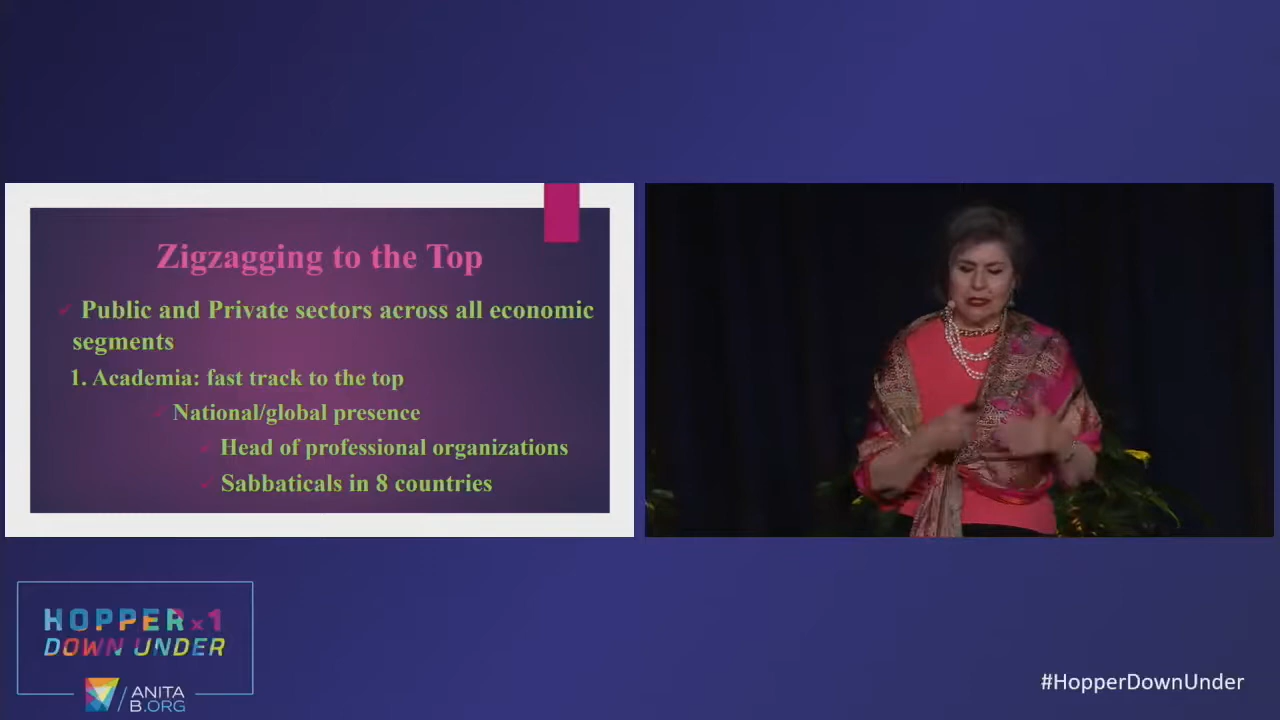 Zigzagging to the Top
Public and Private sectors across all economic
segments
1. Academia: fast track to the top
National/global presence
Head of professional organizations
Sabbaticals in 8 countries
HOPPER x1
DOWN UNDER
ANITA
B.ORG
#HopperDownUnder